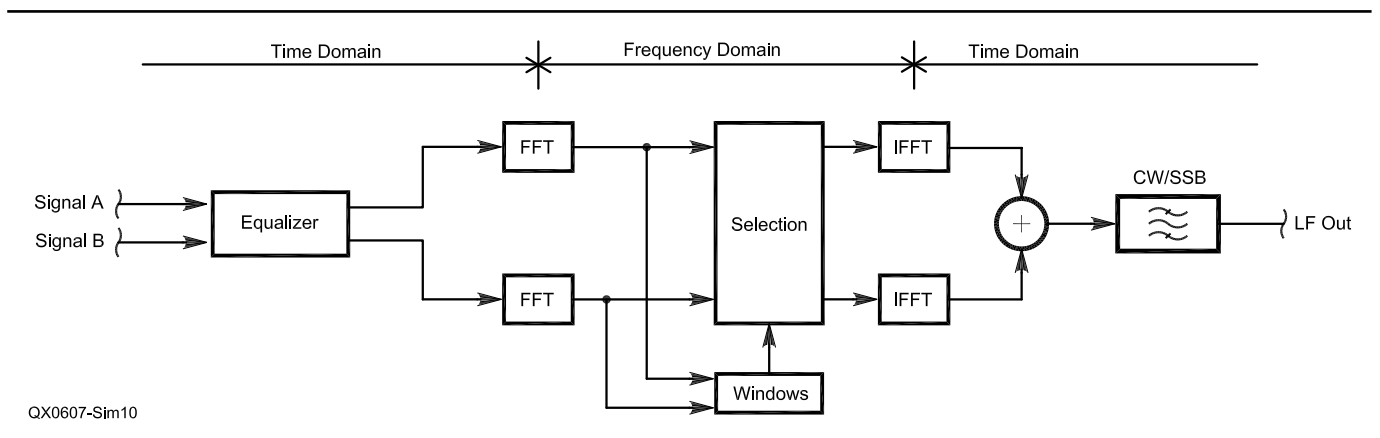 Time Domain
Frequency Domain
Time Domain
FFT
IFFT
CW/SSB
Signal A
Signal B
Equalizer
Selection
+
LF Out
FFT
IFFT
Windows
QX0607-Sim10